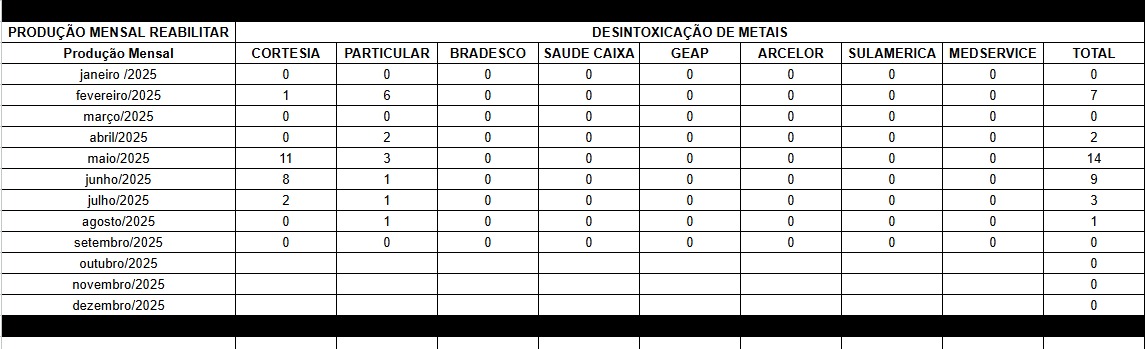 PRODUÇÃO MENSAL REABILITAR DESINTOXICAÇÃO DE METAIS
Produção Mensal CORTESIA PARTICULAR BRADESCO SAUDE CAIXA GEAP ARCELOR SULAMERICA MEDSERVICE TOTAL
janeiro /2025 0 0 0 0 0 0 0 0 0
fevereiro/2025 1 6 0 0 0 0 0 0 7
março/2025 0 0 0 0 0 0 0 0 0
abril/2025 0 2 0 0 0 0 0 0 2
maio/2025 11 3 0 0 0 0 0 0 14
junho/2025 8 1 0 0 0 0 0 0 9
julho/2025 2 1 0 0 0 0 0 0 3
agosto/2025 0 1 0 0 0 0 0 0 1
setembro/2025 0 0 0 0 0 0 0 0 0
outubro/2025 0
novembro/2025 0
dezembro/2025 0